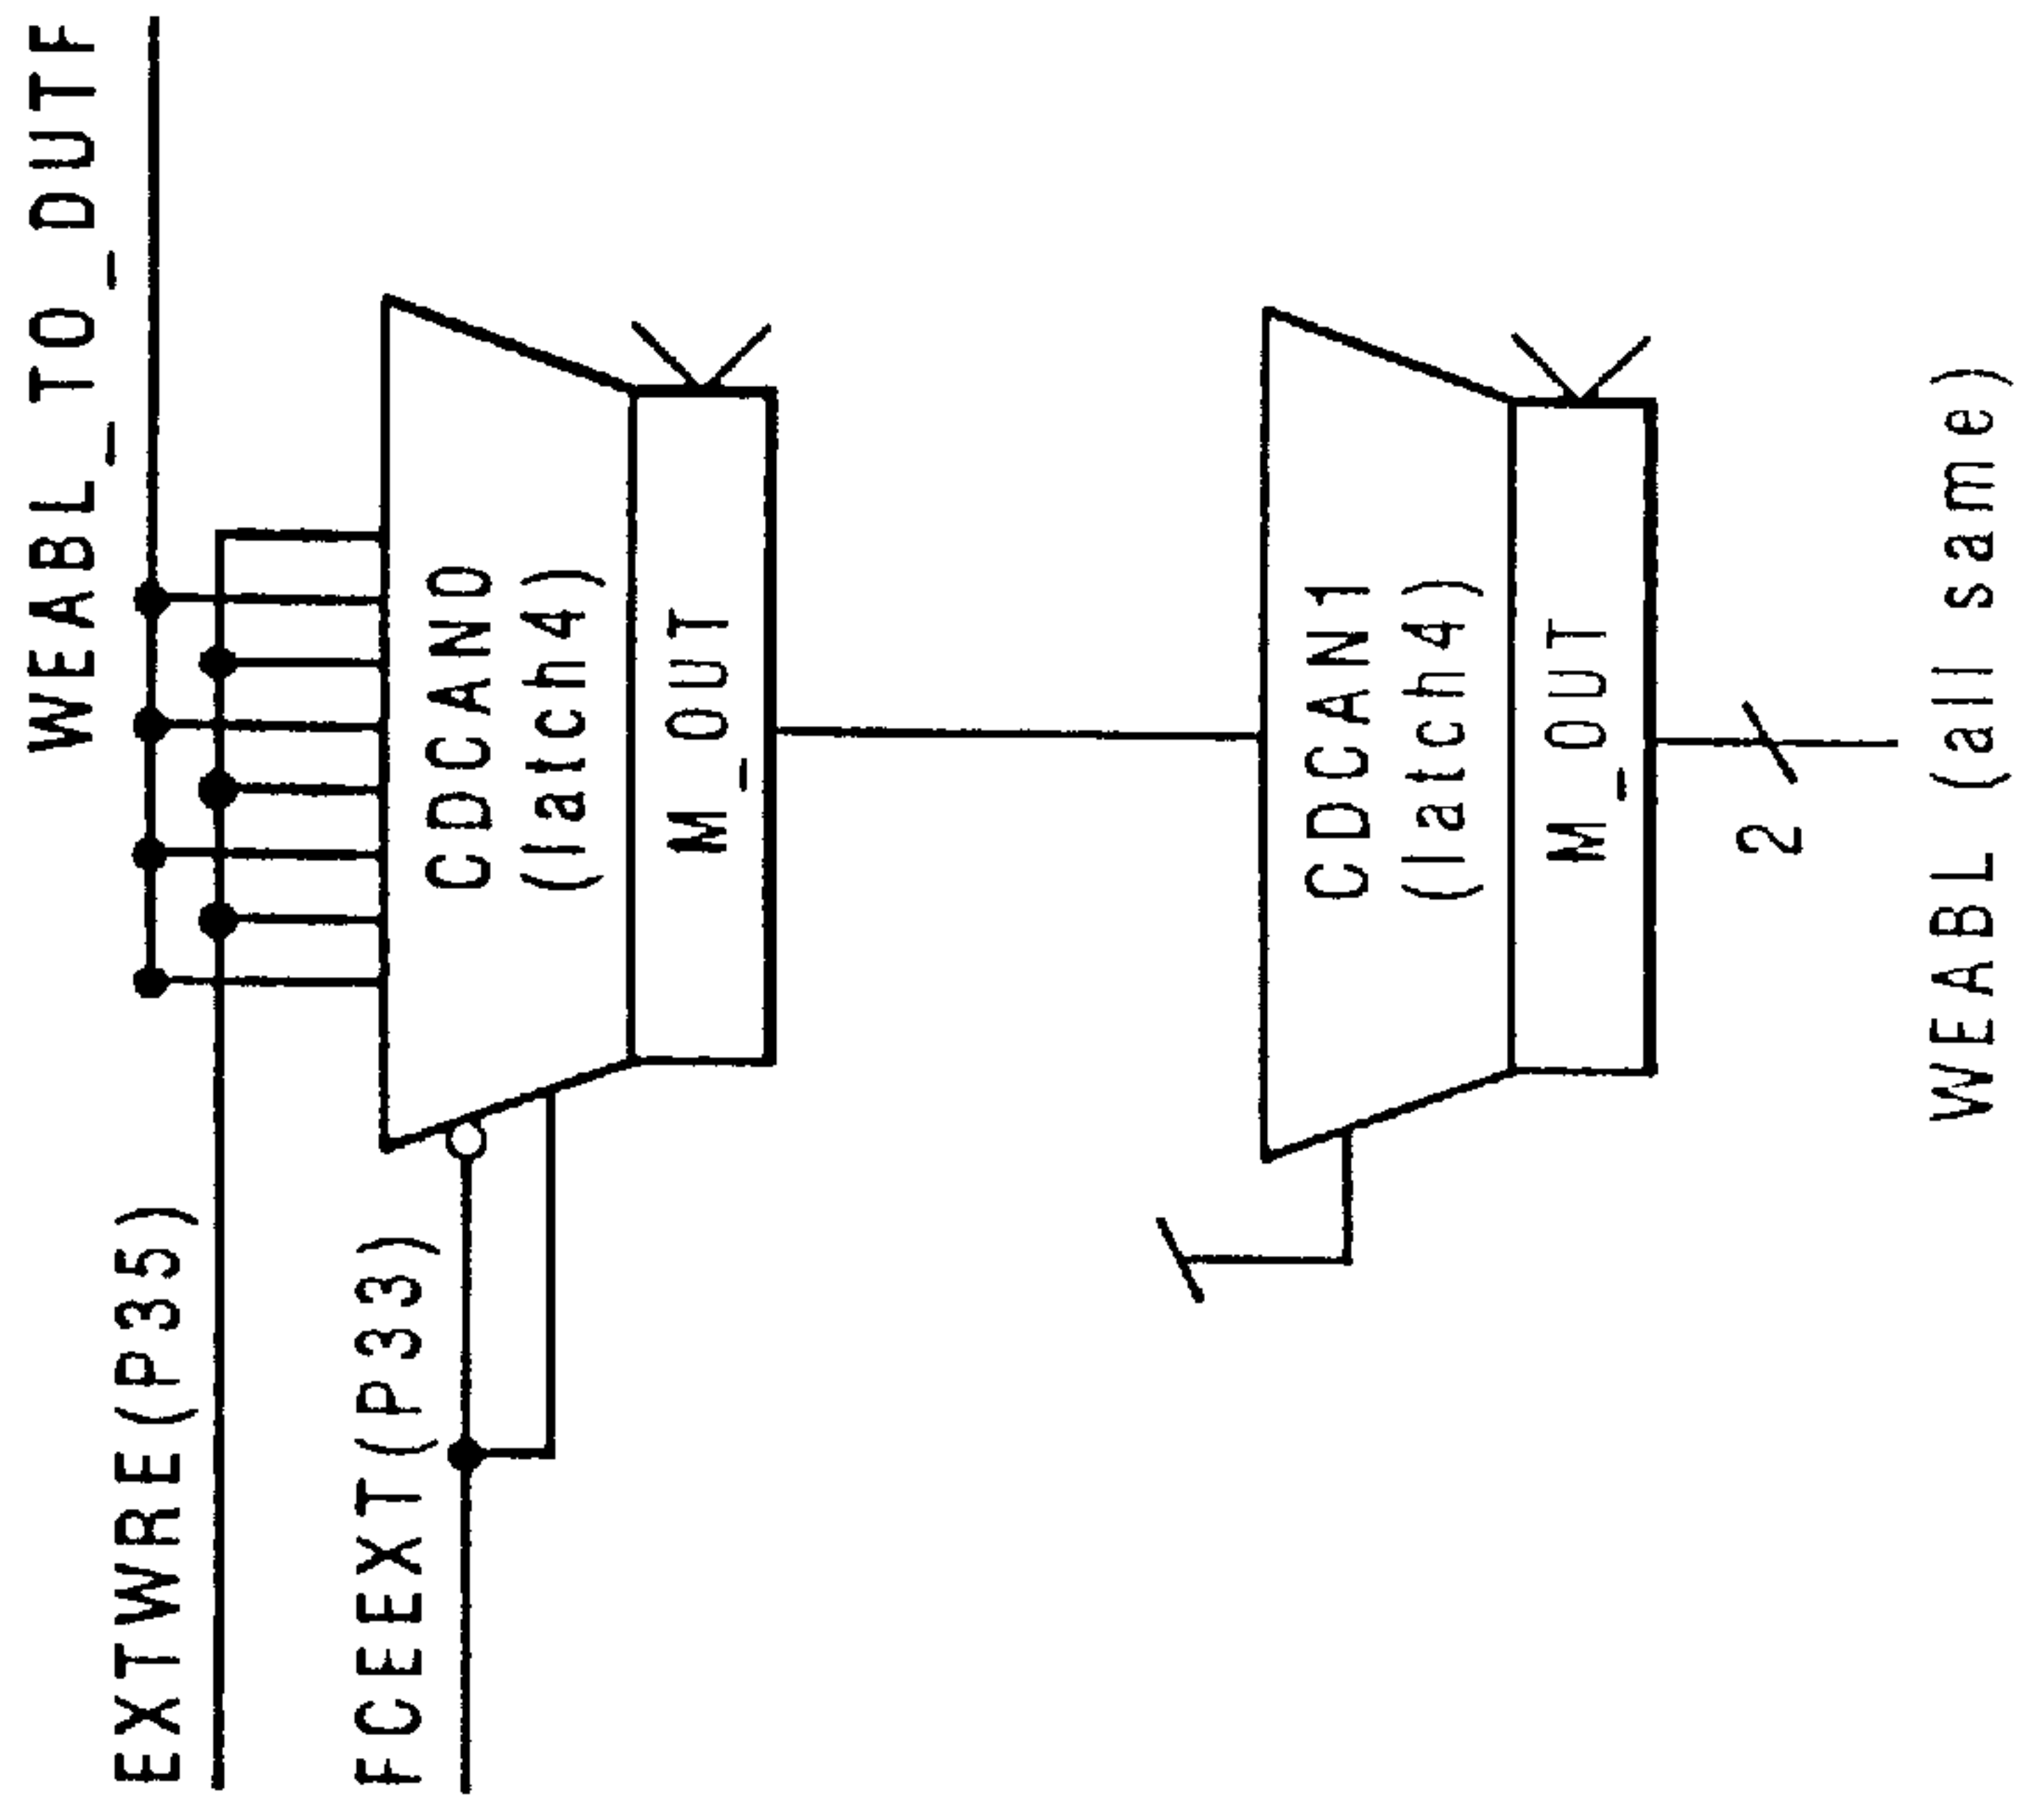 WEABL_TO_DUTF
EXTWRE(P35)
FCEEXT(P33)
CDCAN0
(latch4)
M_OUT
CDCAN1
(latch4)
M_OUT
2
WEABL (all same)